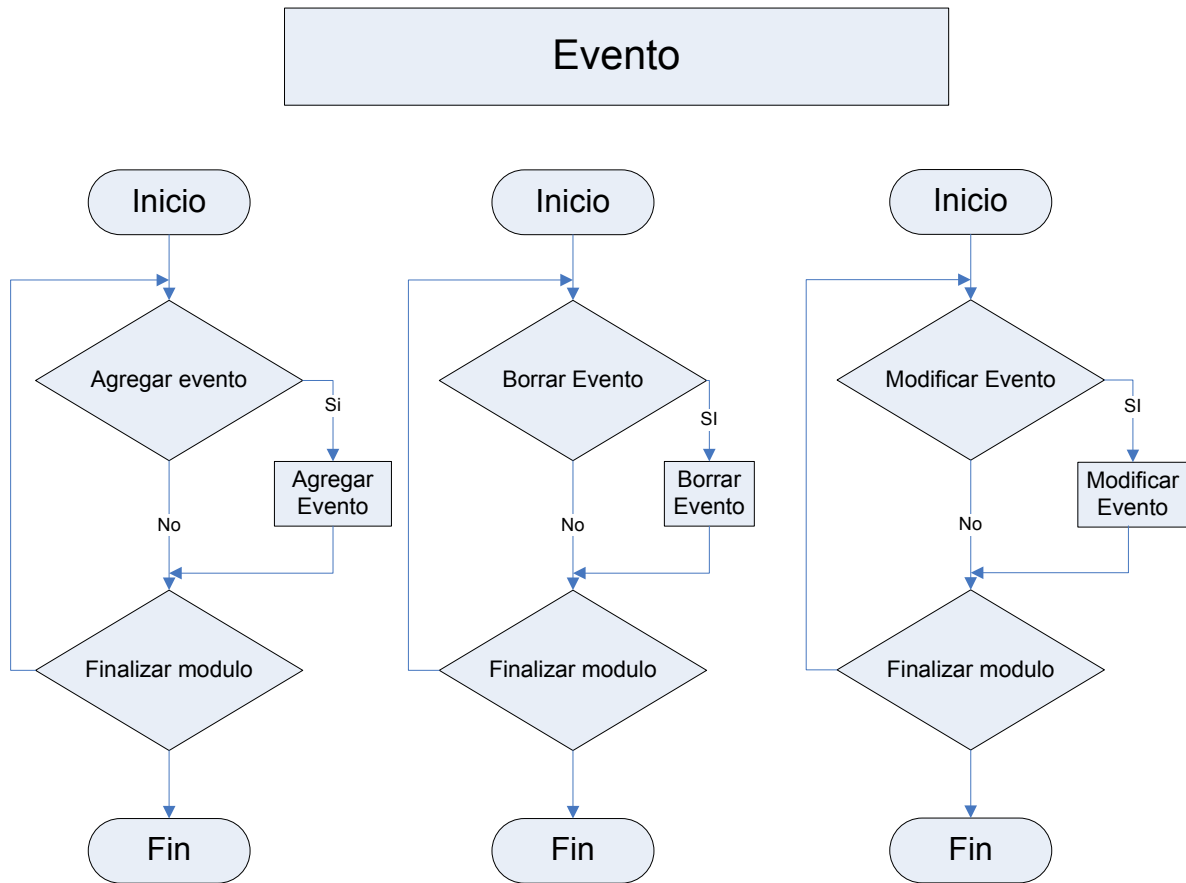 Evento
Inicio
Agregar evento
Si
Agregar
Evento
No
Finalizar modulo
Fin
Inicio
Borrar Evento
SI
Borrar
Evento
No
Finalizar modulo
Fin
Inicio
Modificar Evento
SI
Modificar
Evento
No
Finalizar modulo
Fin